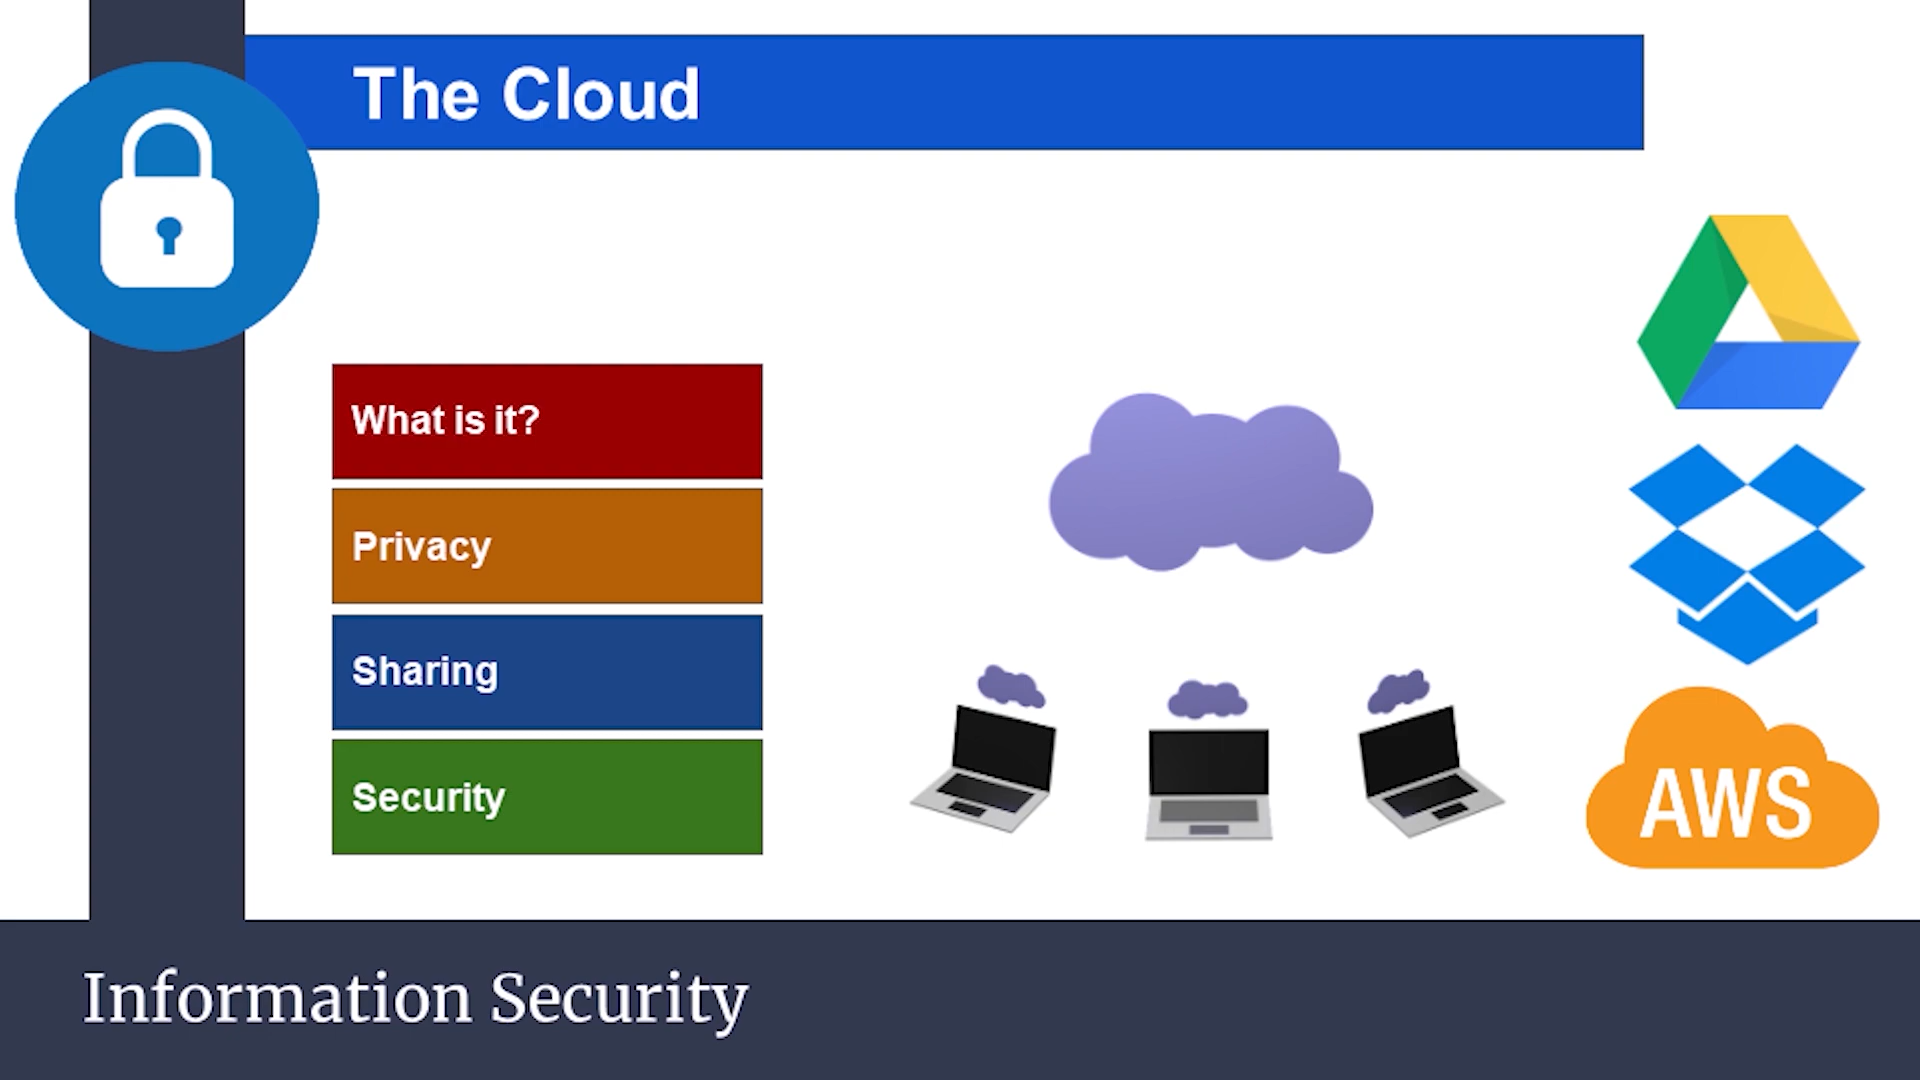 The Cloud
What is it?
Privacy
Sharing
Security
AWS
Information Security